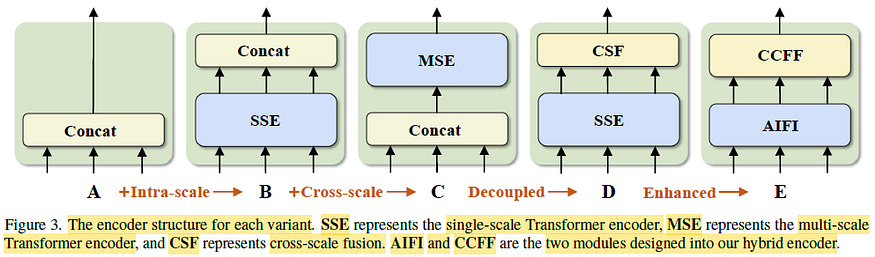 Concat
Concat
SSE
MSE
Concat
CSF
SSE
CCFF
AIFI
A +Intra-scale B +Cross-scale C Decoupled D Enhanced E
Figure 3. The encoder structure for each variant. SSE represents the single-scale Transformer encoder, MSE represents the multi-scale
Transformer encoder, and CSF represents cross-scale fusion. AIFI and CCFF are the two modules designed into our hybrid encoder.